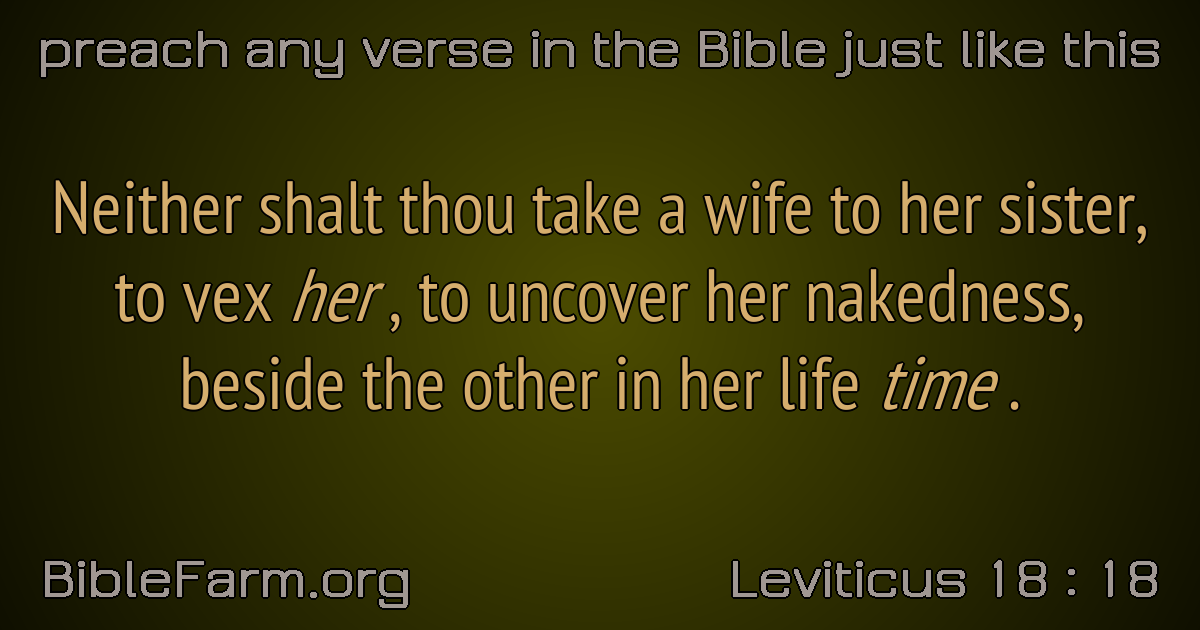 preach any verse in the Bible just like this
Neither shalt thou take a wife to her sister,
to vex her , to uncover her nakedness,
beside the other in her life time .
BibleFarm.org
Leviticus 18 : 18